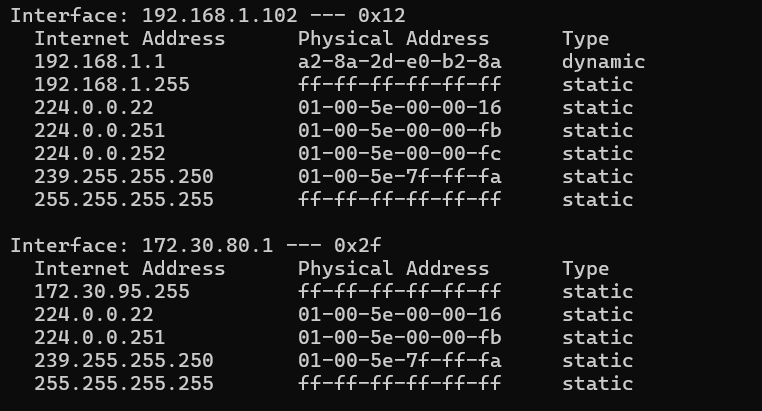 Interface: 192.168.1.102 --- 0x12
  Internet Address      Physical Address      Type
  192.168.1.1           a2-8a-2d-e0-b2-8a     dynamic
  192.168.1.255         ff-ff-ff-ff-ff-ff     static
  224.0.0.22            01-00-5e-00-00-16     static
  224.0.0.251           01-00-5e-00-00-fb     static
  224.0.0.252           01-00-5e-00-00-fc     static
  239.255.255.250       01-00-5e-7f-ff-fa     static
  255.255.255.255       ff-ff-ff-ff-ff-ff     static

Interface: 172.30.80.1 --- 0x2f
  Internet Address      Physical Address      Type
  172.30.95.255         ff-ff-ff-ff-ff-ff     static
  224.0.0.22            01-00-5e-00-00-16     static
  224.0.0.251           01-00-5e-00-00-fb     static
  239.255.255.250       01-00-5e-7f-ff-fa     static
  255.255.255.255       ff-ff-ff-ff-ff-ff     static